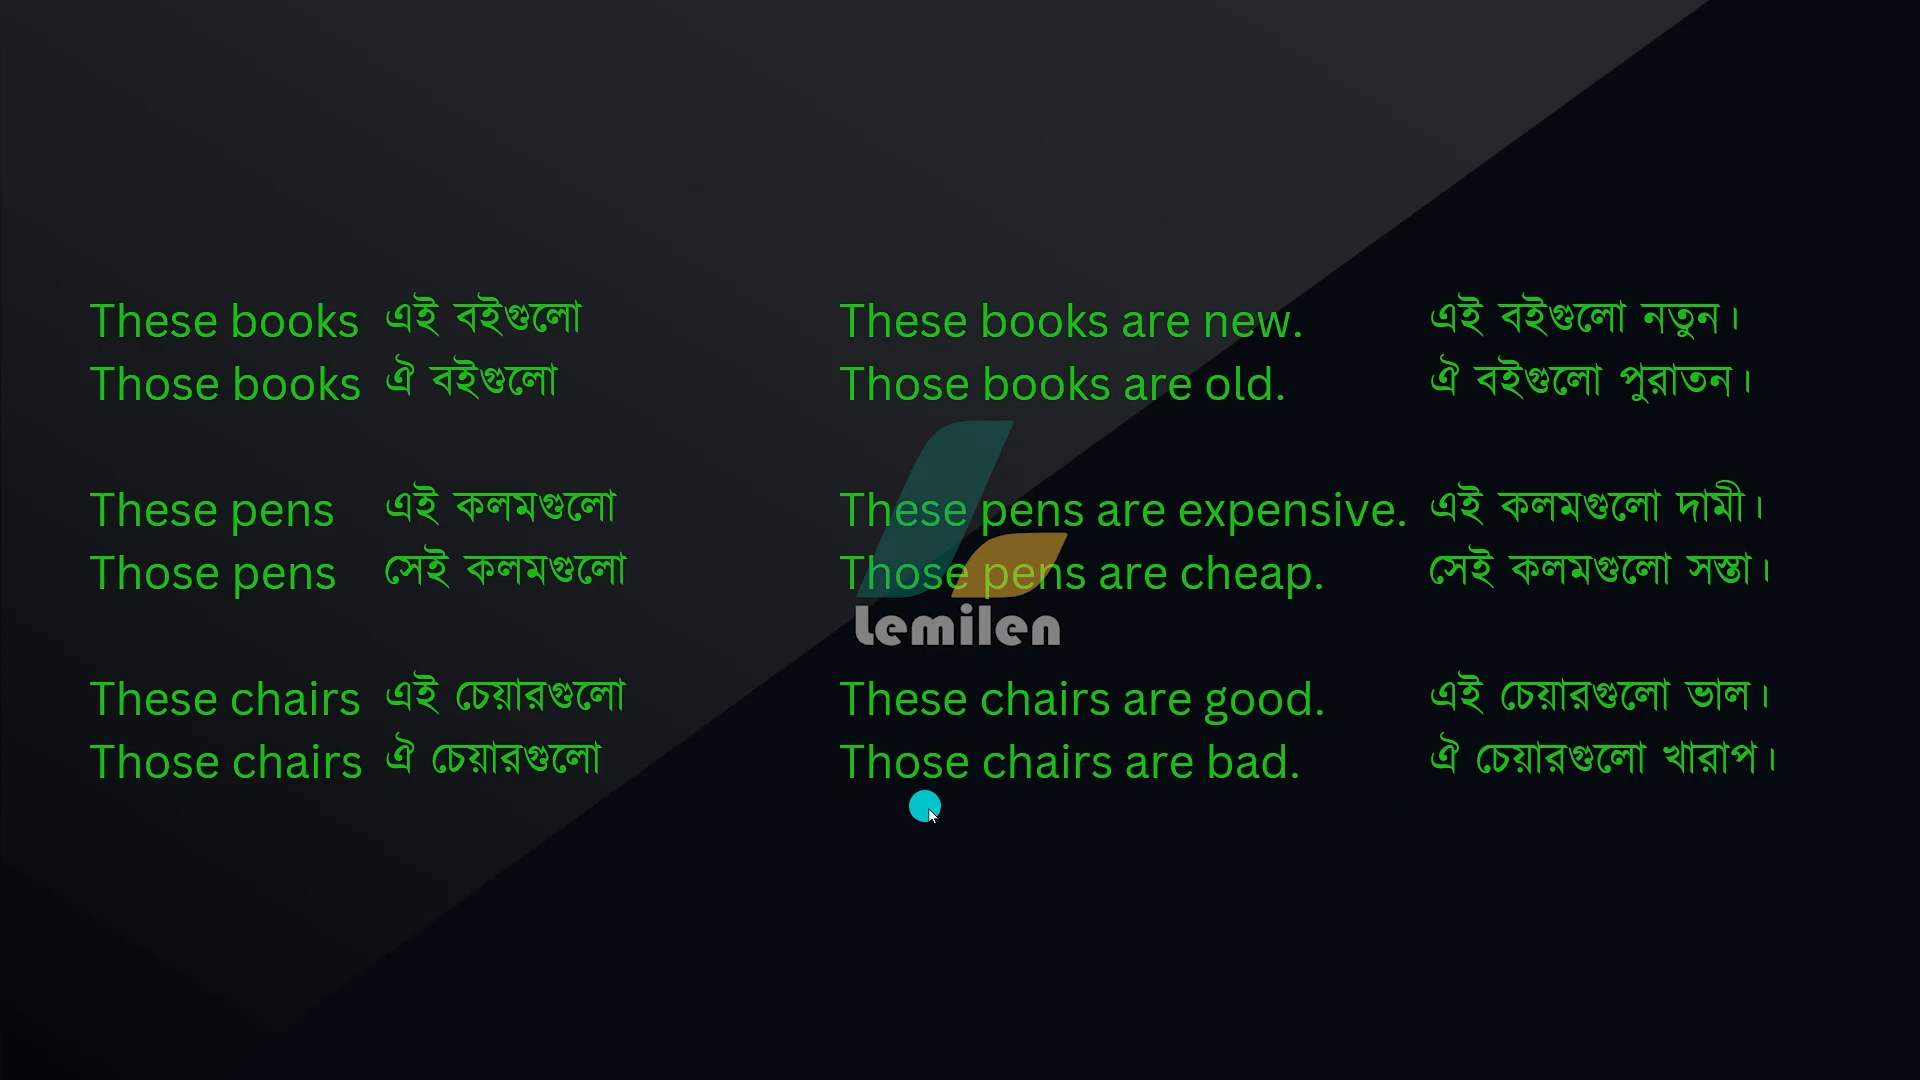 These books এই বইগুলো
Those books ঐ বইগুলো
These pens এই কলমগুলো
Those pens সেই কলমগুলো
These chairs এই চেয়ারগুলো
Those chairs ঐ চেয়ারগুলো
These books are new. এই বইগুলো নতুন।
Those books are old. ঐ বইগুলো পুরাতন।
These pens are expensive. এই কলমগুলো দামী।
Those pens are cheap. সেই কলমগুলো সস্তা।
Lemilen
These chairs are good. এই চেয়ারগুলো ভাল।
Those chairs are bad. ঐ চেয়ারগুলো খারাপ।